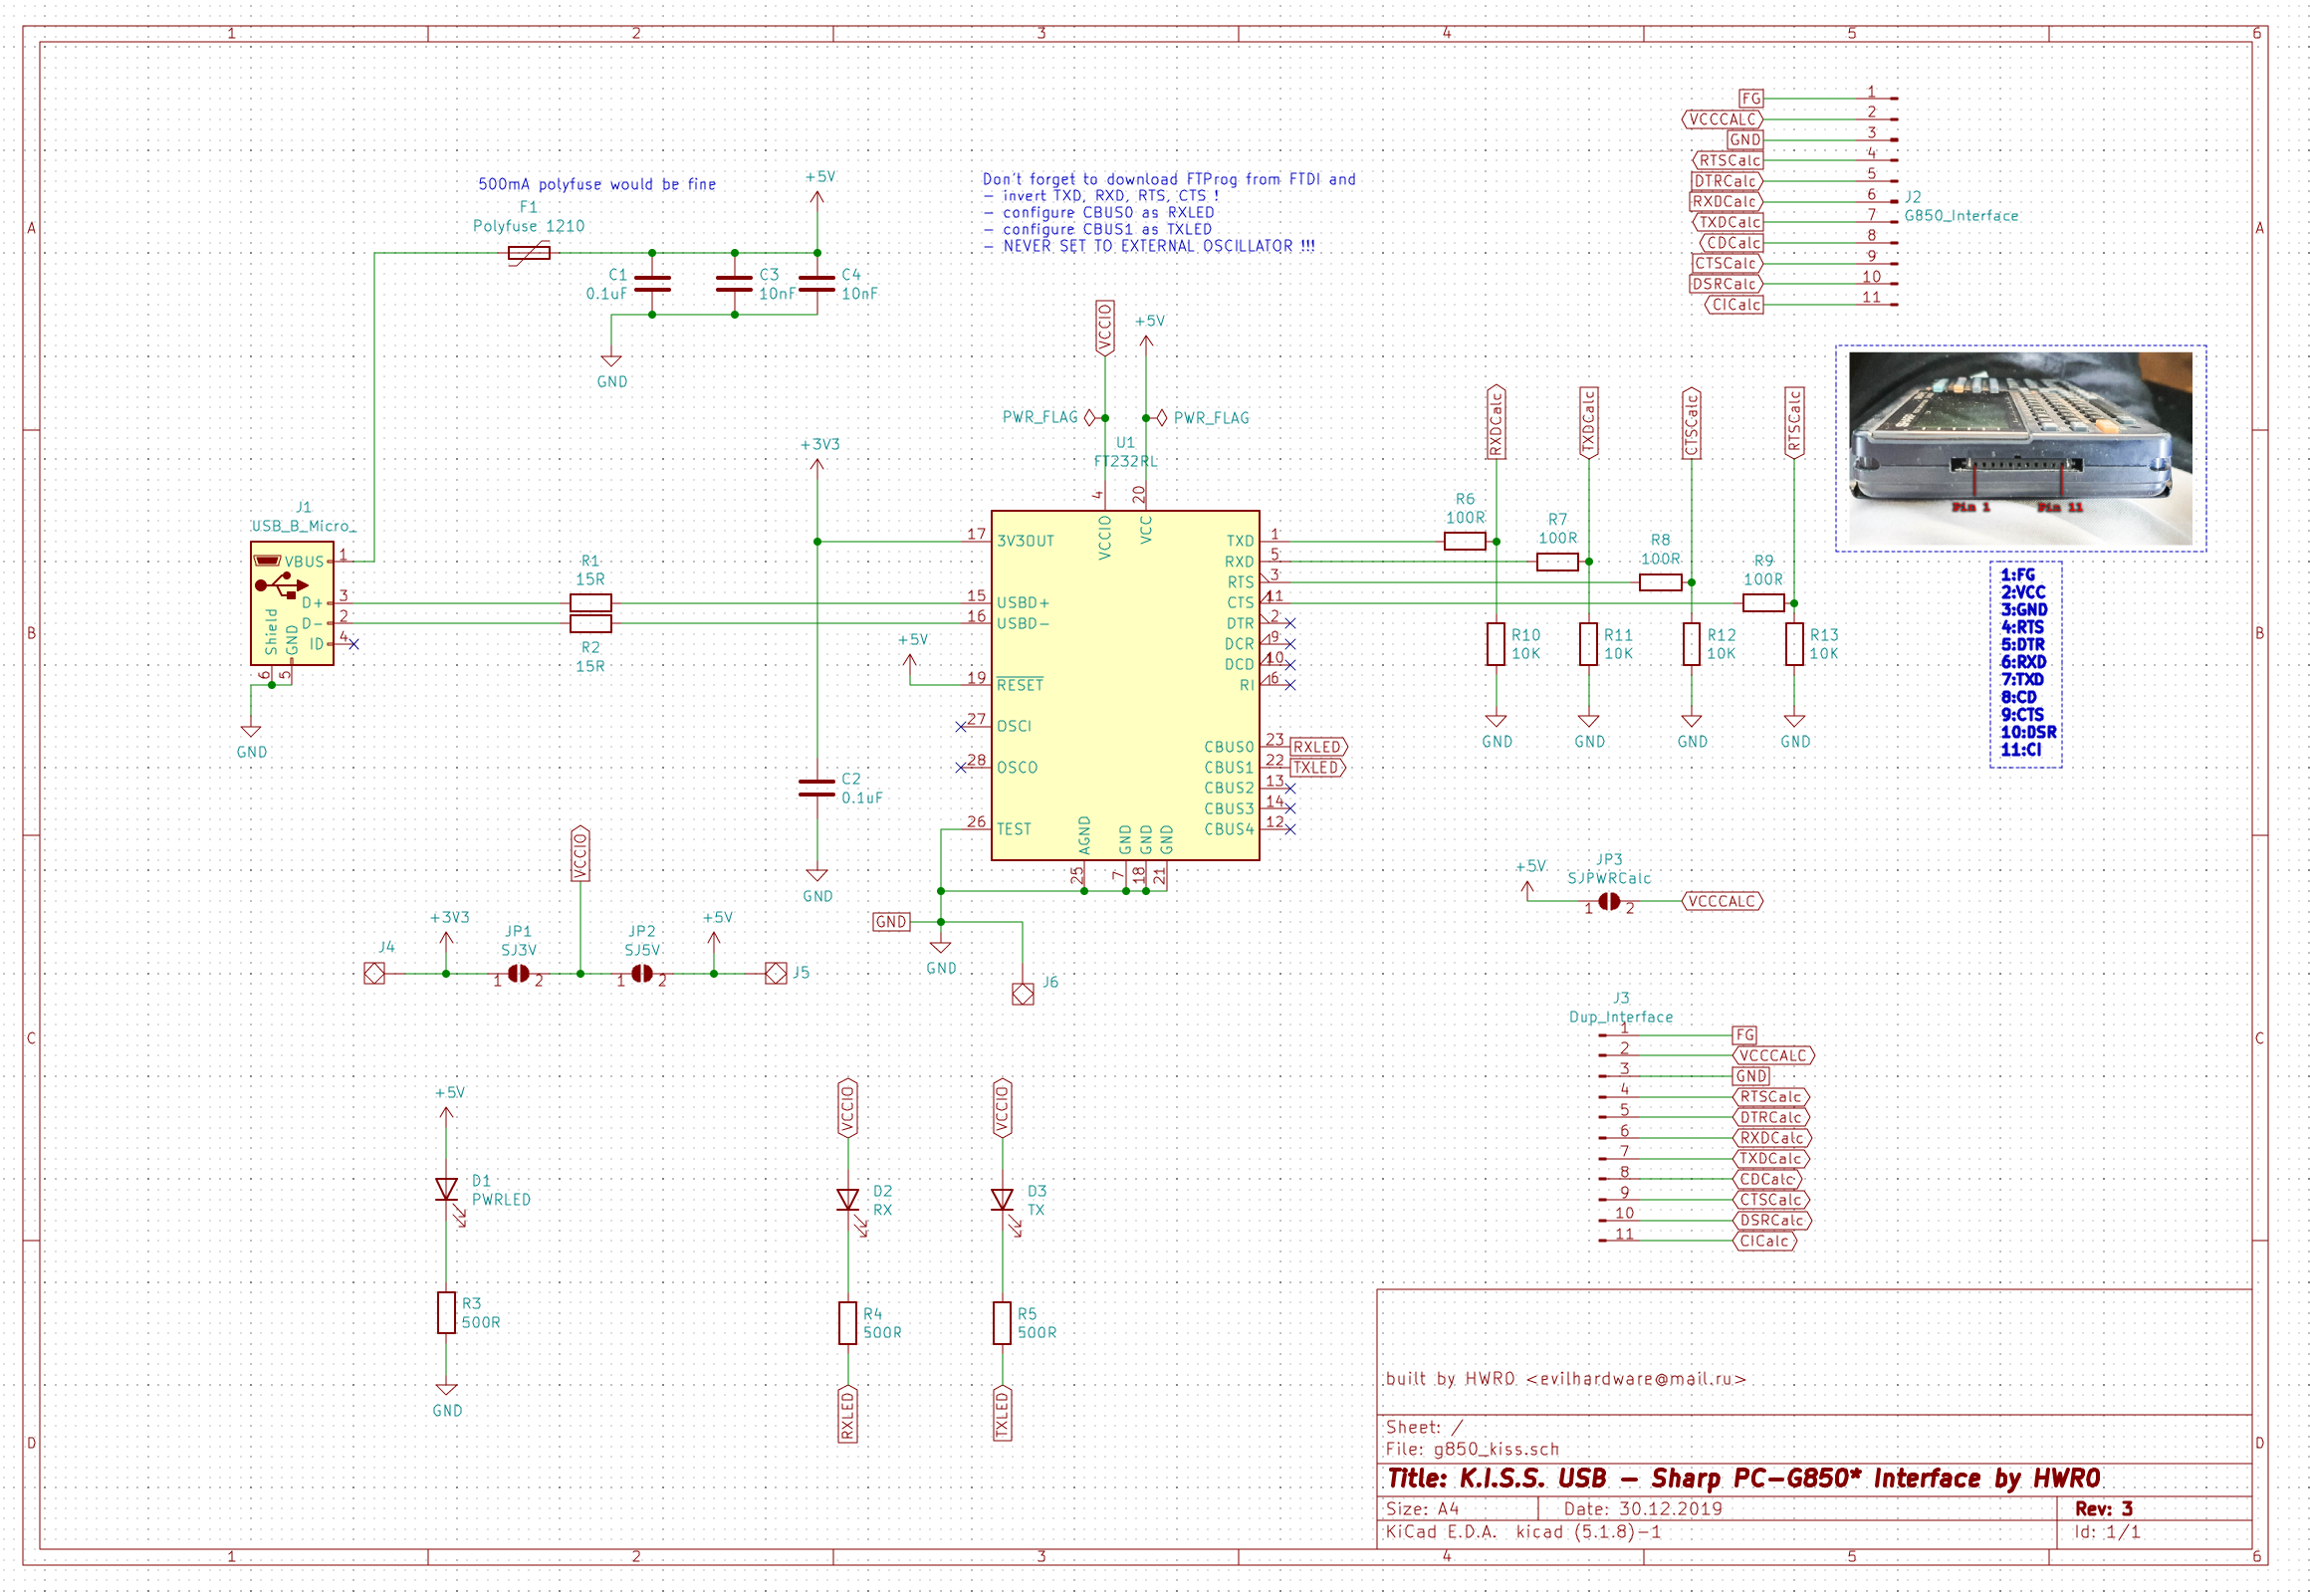 1 2 3 4 5 6
A
B
C
D
A
B
C
D
1 2 3 4 5 6
500mA polyfuse would be fine
F1
Polyfuse 1210
+5V
C1
0.1uF
C3
10nF
C4
10nF
GND
Don't forget to download FTProg from FTDI and
- invert TXD, RXD, RTS, CTS !
- configure CBUS0 as RXLED
- configure CBUS1 as TXLED
- NEVER SET TO EXTERNAL OSCILLATOR !!!
FG 1
VCCCALC 2
GND 3
RTSCalc 4
DTRCalc 5
RXDCalc 6
TXDCalc 7
CDCalc 8
CTSCalc 9
DSRCalc 10
CICalc 11
J2
G850_Interface
Pin 1
Pin 11
1:FG
2:VCC
3:GND
4:RTS
5:DTR
6:RXD
7:TXD
8:CD
9:CTS
10:DSR
11:CI
J1
USB_B_Micro_
VBUS 1
D+ 3
D- 2
ID 4
Shield 6
GND 5
GND
R1
15R
R2
15R
+3V3
+5V
C2
0.1uF
GND
VCCIO
+5V
PWR_FLAG
PWR_FLAG
U1
FT232RL
4 VCCIO
20 VCC
17 3V3OUT
15 USBD+
16 USBD-
19 RESET
27 OSCI
28 OSCO
26 TEST
TXD 1
RXD 5
RTS 3
CTS 11
DTR 2
DCR 9
DCD 10
RI 6
CBUS0 23
CBUS1 22
CBUS2 13
CBUS3 14
CBUS4 12
RXLED
TXLED
AGND 25
GND 7
GND 18
GND 21
GND
GND
J6
RXDCalc
TXDCalc
CTSCalc
RTSCalc
R6
100R
R7
100R
R8
100R
R9
100R
R10
10K
R11
10K
R12
10K
R13
10K
GND
GND
GND
GND
VCCIO
J4
+3V3
JP1
SJ3V
1 2
JP2
SJ5V
1 2
+5V
J5
+5V
JP3
SJPWRCalc
1 2
VCCCALC
J3
Dup_Interface
1 FG
2 VCCCALC
3 GND
4 RTSCalc
5 DTRCalc
6 RXDCalc
7 TXDCalc
8 CDCalc
9 CTSCalc
10 DSRCalc
11 CICalc
+5V
D1
PWRLED
R3
500R
GND
VCCIO
D2
RX
R4
500R
RXLED
VCCIO
D3
TX
R5
500R
TXLED
built by HWR0 <evilhardware@mail.ru>
Sheet: /
File: g850_kiss.sch
Title: K.I.S.S. USB - Sharp PC-G850* Interface by HWR0
Size: A4 Date: 30.12.2019 Rev: 3
KiCad E.D.A. kicad (5.1.8)-1 Id: 1/1